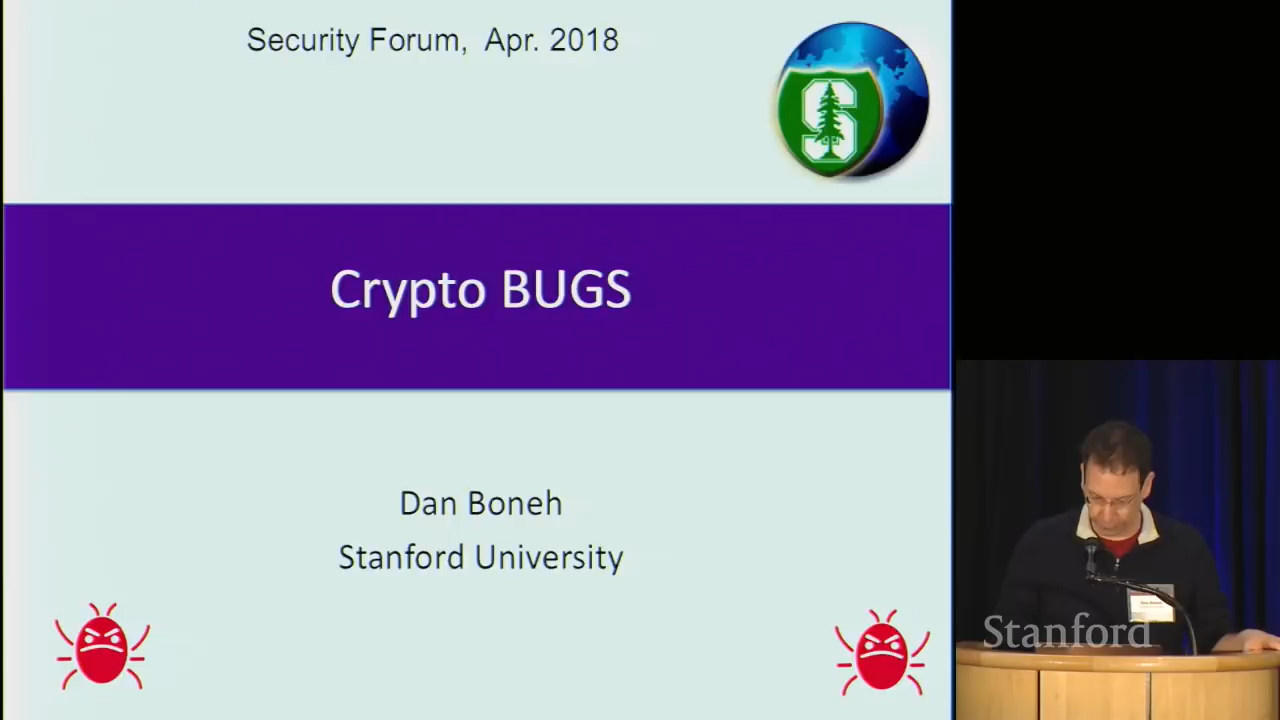 Security Forum, Apr. 2018
S
Crypto BUGS
Dan Boneh
Stanford University
Stanford